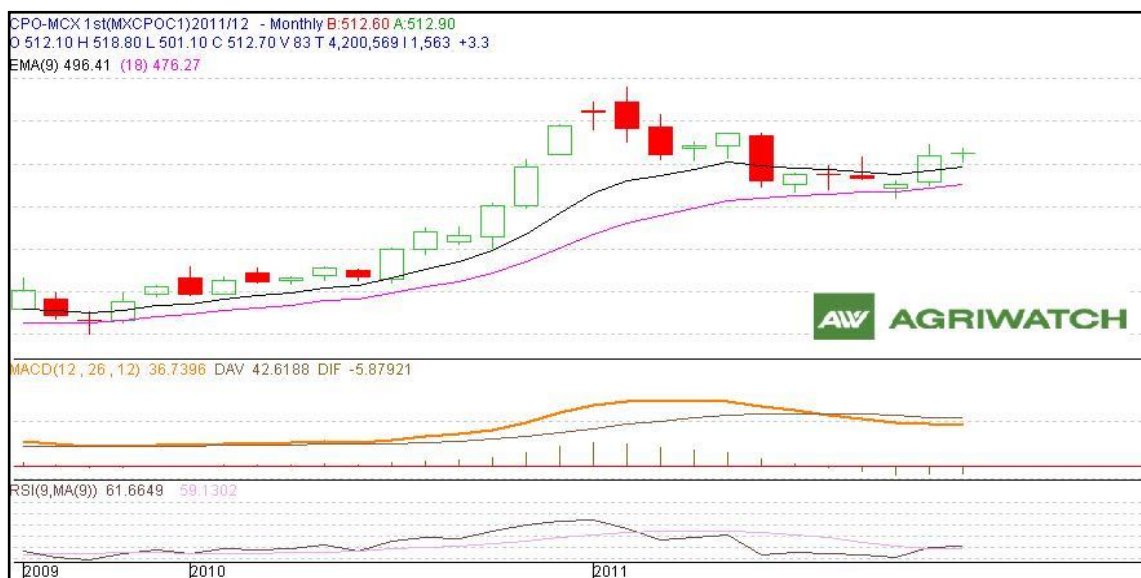 CPO-MCX 1st(MXCPOC1)2011/12 - Monthly B:512.60 A:512.90
O 512.10 H 518.80 L 501.10 C 512.70 V 83 T 4,200,569 I 1,563 +3.3
EMA(9) 496.41 (18) 476.27
AW AGRIWATCH
MACD(12,26,12) 36.7396 DAV 42.6188 DIF -5.87921
RSI(9,MA(9)) 61.6649 59.1302
2009 2010 2011